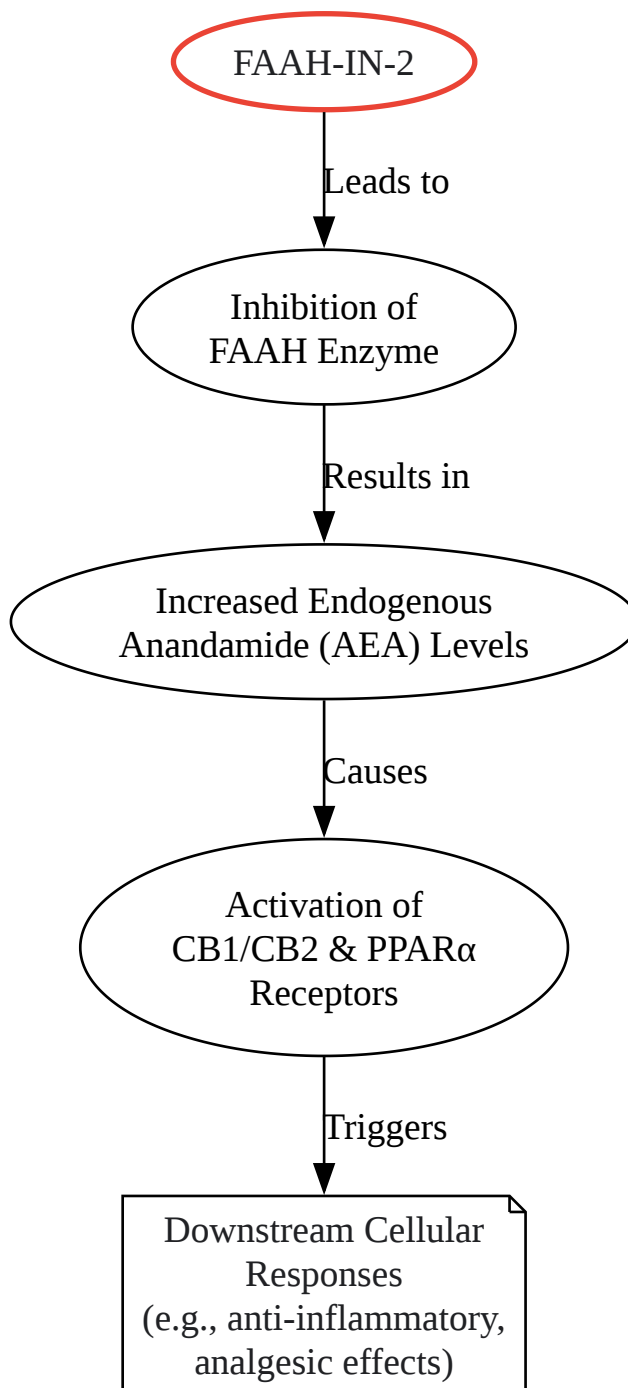 FAAH-IN-2
Leads to
Inhibition of
FAAH Enzyme
Results in
Increased Endogenous
Anandamide (AEA) Levels
Causes
Activation of
CB1/CB2 & PPARα
Receptors
Triggers
Downstream Cellular
Responses
(e.g., anti-inflammatory,
analgesic effects)